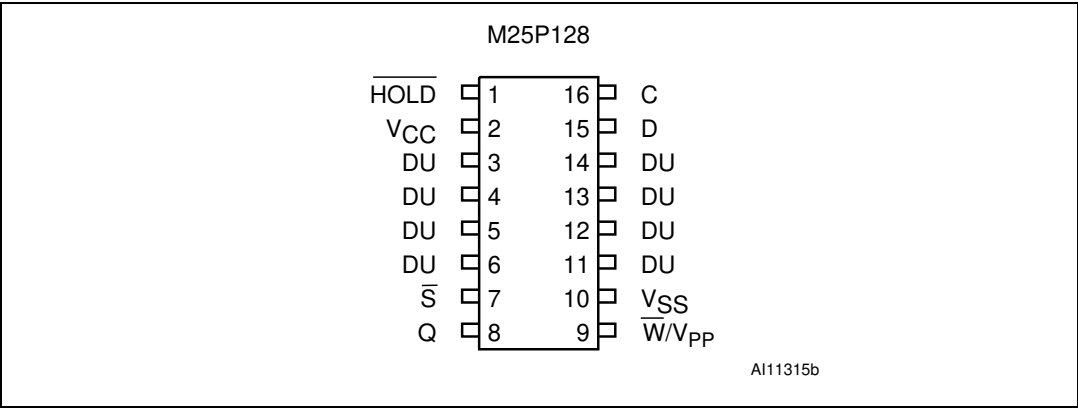 M25P128
HOLD 1 16 C
VCC 2 15 D
DU 3 14 DU
DU 4 13 DU
DU 5 12 DU
DU 6 11 DU
S 7 10 VSS
Q 8 9 W/VPP
AI11315b